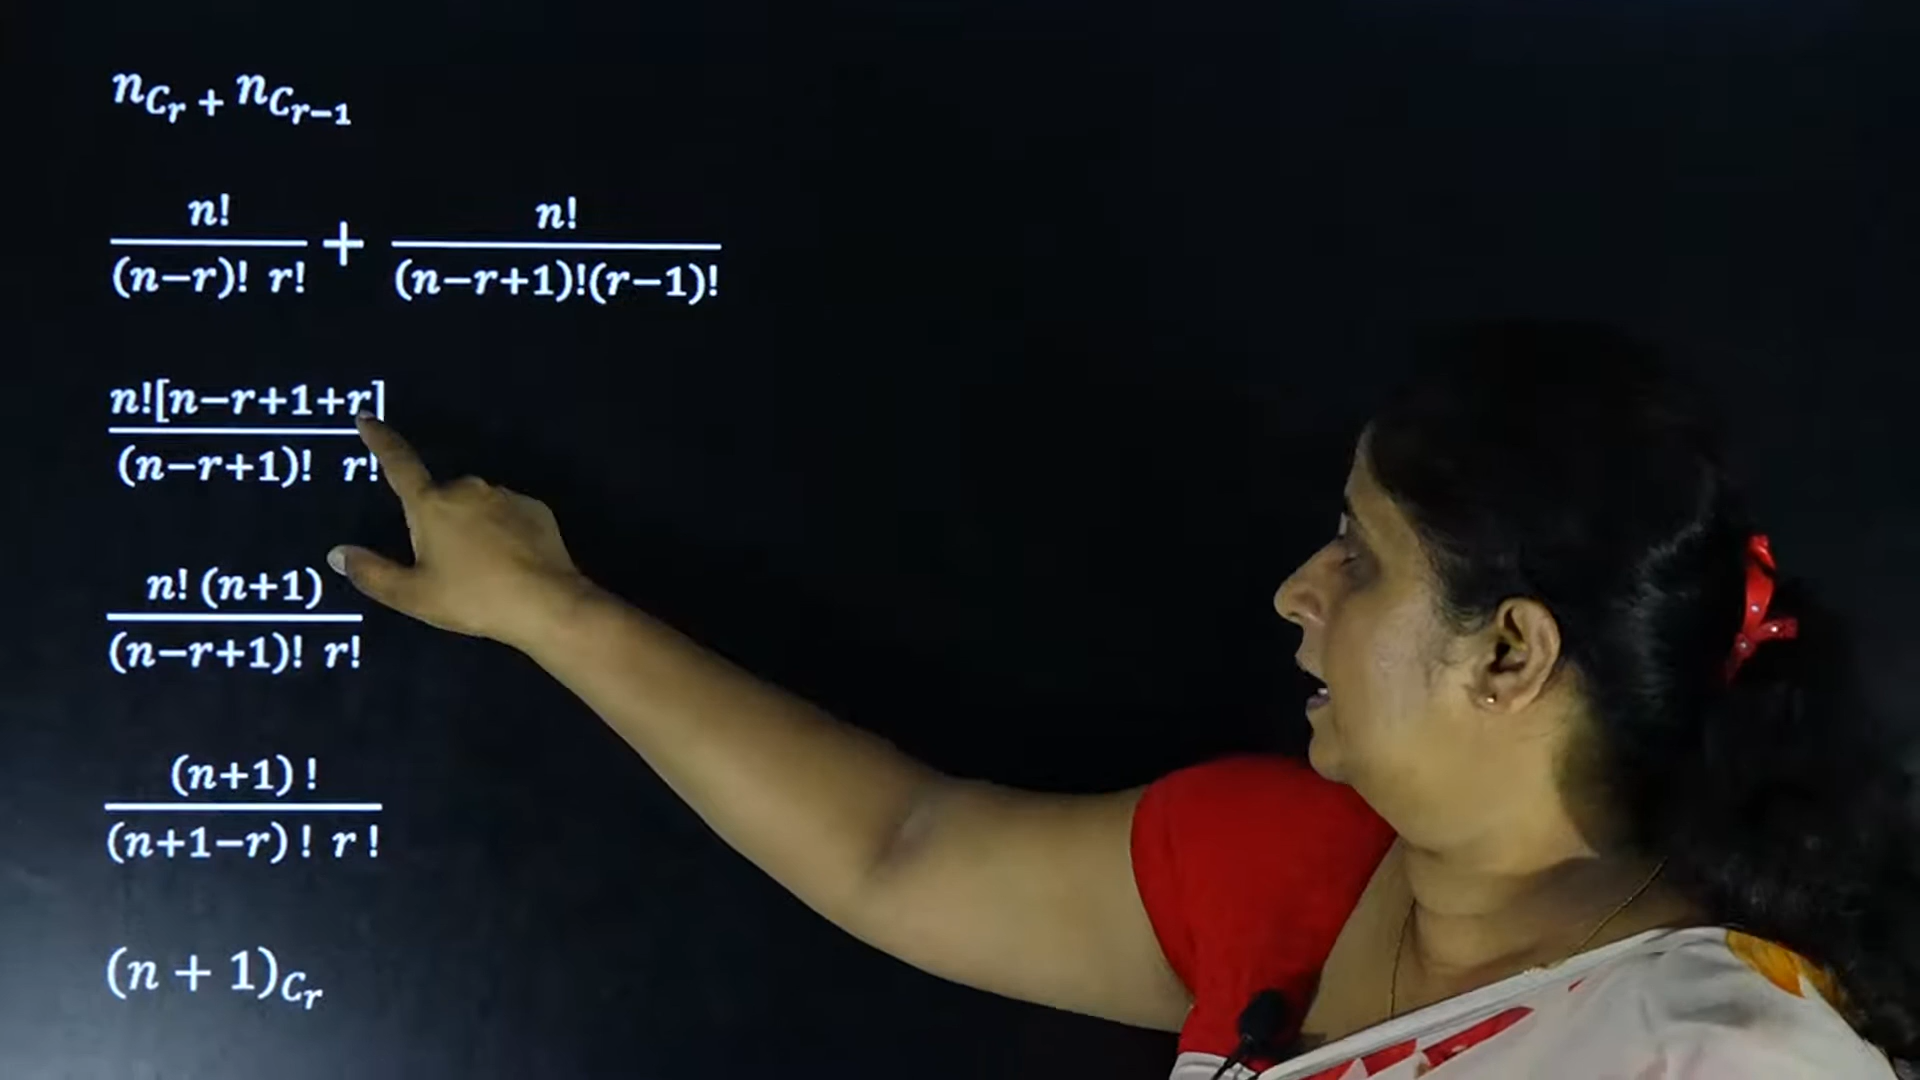 nCr + nCr−1
n! / (n−r)! r! + n! / (n−r+1)!(r−1)!
n![n−r+1+r] / (n−r+1)! r!
n! (n+1) / (n−r+1)! r!
(n+1) ! / (n+1−r) ! r !
(n + 1)Cr